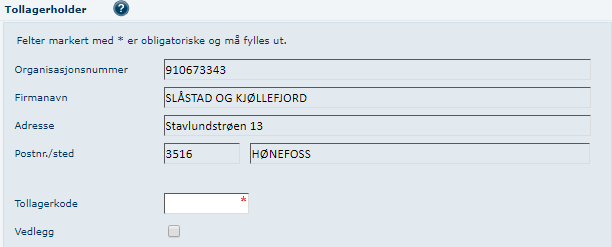 Tollagerholder ?
Felter markert med * er obligatoriske og må fylles ut.
Organisasjonsnummer 910673343
Firmanavn SLÅSTAD OG KJØLLEFJORD
Adresse Stavlundstrøen 13
Postnr./sted 3516 HØNEFOSS
Tollagerkode *
Vedlegg